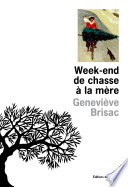 Week-end
de chasse
à la mère
Geneviève
Brisac